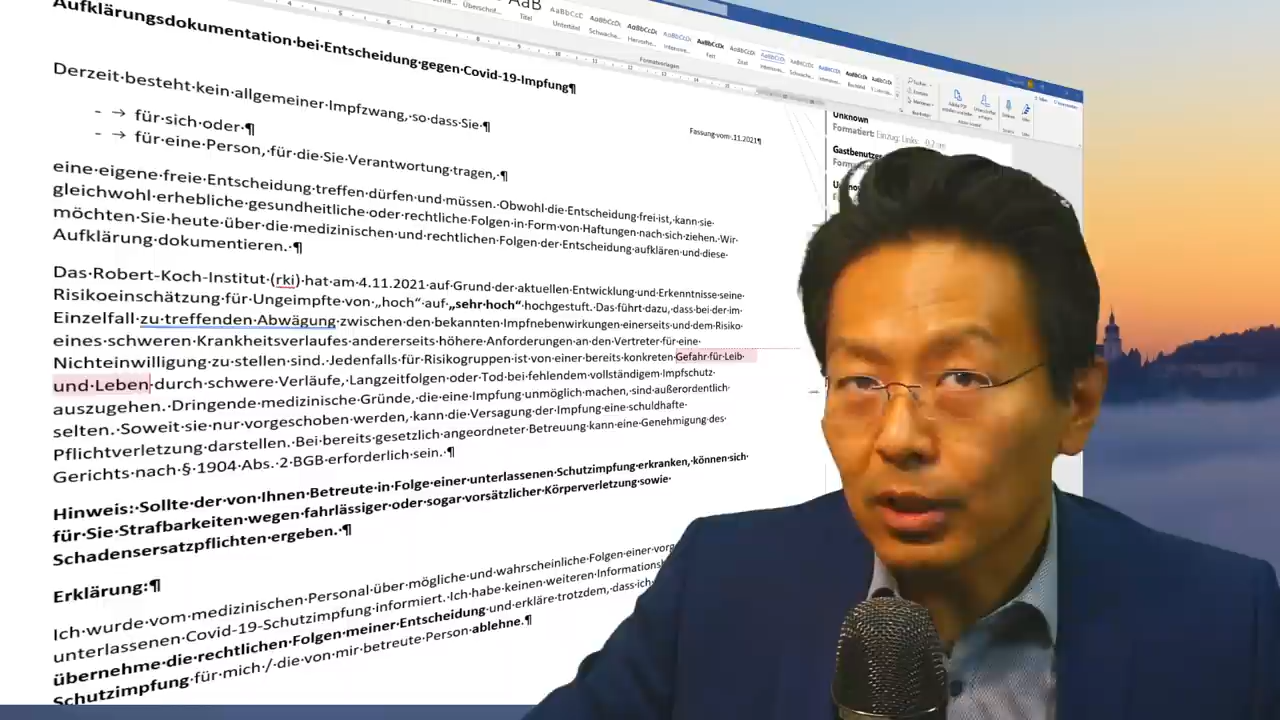 Aufklärungsdokumentation bei Entscheidung gegen Covid-19-Impfung¶
Derzeit besteht kein allgemeiner Impfzwang, so dass Sie ¶
Fassung vom .11.2021¶
- → für sich oder ¶
- → für eine Person, für die Sie Verantwortung tragen, ¶
eine eigene freie Entscheidung treffen dürfen und müssen. Obwohl die Entscheidung frei ist, kann sie
gleichwohl erhebliche gesundheitliche oder rechtliche Folgen in Form von Haftungen nach sich ziehen. Wir
möchten Sie heute über die medizinischen und rechtlichen Folgen der Entscheidung aufklären und diese
Aufklärung dokumentieren. ¶
Das Robert-Koch-Institut (rki) hat am 4.11.2021 auf Grund der aktuellen Entwicklung und Erkenntnisse seine
Risikoeinschätzung für Ungeimpfte von „hoch“ auf „sehr hoch“ hochgestuft. Das führt dazu, dass bei der im
Einzelfall zu treffenden Abwägung zwischen den bekannten Impfnebenwirkungen einerseits und dem Risiko
eines schweren Krankheitsverlaufes andererseits höhere Anforderungen an den Vertreter für eine
Nichteinwilligung zu stellen sind. Jedenfalls für Risikogruppen ist von einer bereits konkreten Gefahr für Leib
und Leben durch schwere Verläufe, Langzeitfolgen oder Tod bei fehlendem vollständigem Impfschutz
auszugehen. Dringende medizinische Gründe, die eine Impfung unmöglich machen, sind außerordentlich
selten. Soweit sie nur vorgeschoben werden, kann die Versagung der Impfung eine schuldhafte
Pflichtverletzung darstellen. Bei bereits gesetzlich angeordneter Betreuung kann eine Genehmigung des
Gerichts nach § 1904 Abs. 2 BGB erforderlich sein. ¶
Hinweis: Sollte der von Ihnen Betreute in Folge einer unterlassenen Schutzimpfung erkranken, können sich
für Sie Strafbarkeiten wegen fahrlässiger oder sogar vorsätzlicher Körperverletzung sowie
Schadensersatzpflichten ergeben. ¶
Erklärung:¶
Ich wurde vom medizinischen Personal über mögliche und wahrscheinliche Folgen einer
unterlassenen Covid-19-Schutzimpfung informiert. Ich habe keinen weiteren
übernehme die rechtlichen Folgen meiner Entscheidung und erkläre trotzdem, dass ich
Schutzimpfung für mich / die von mir betreute Person ablehne. ¶
Unknown
Formatiert: Einzug: Links:
Gastbenutzer